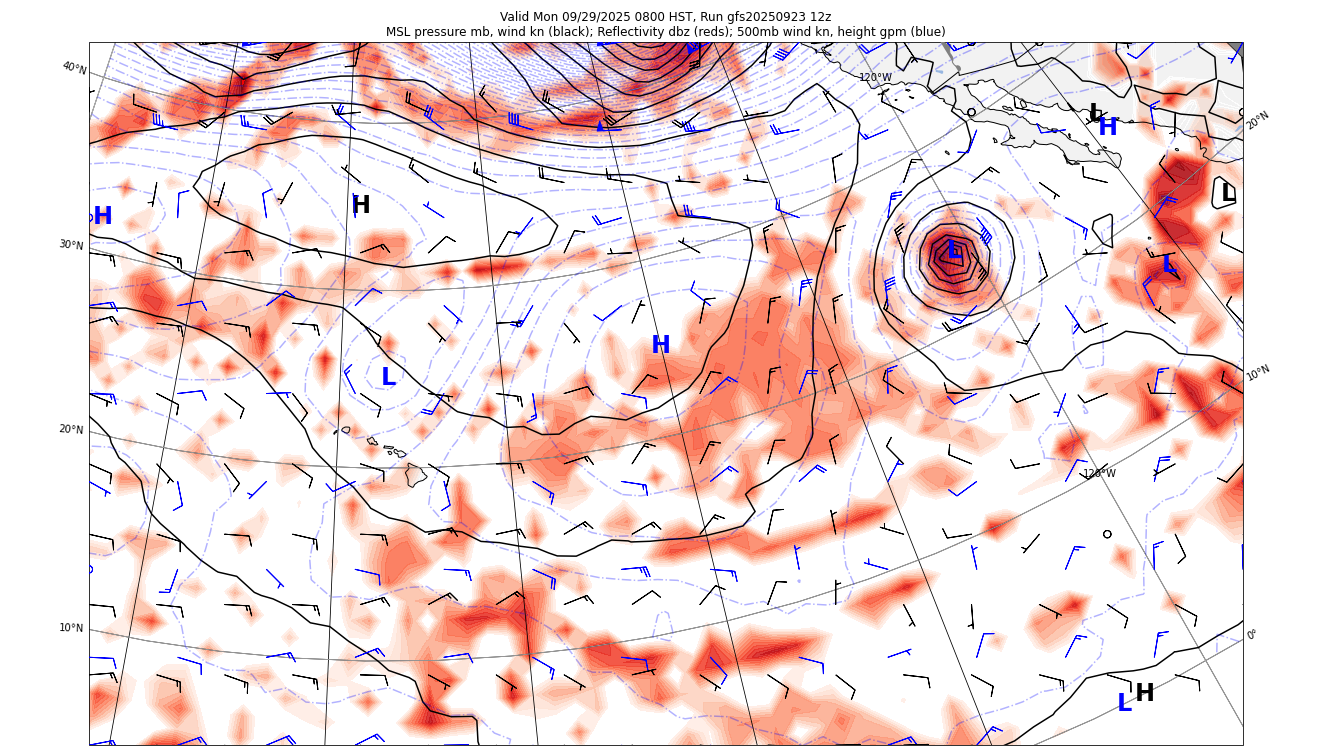 Valid Mon 09/29/2025 0800 HST, Run gfs20250923 12z
MSL pressure mb, wind kn (black); Reflectivity dbz (reds); 500mb wind kn, height gpm (blue)
40°N
120°W
20°N
L
H
H
H
L
30°N
L
L
H
10°N
L
20°N
120°W
10°N
0°
H
L